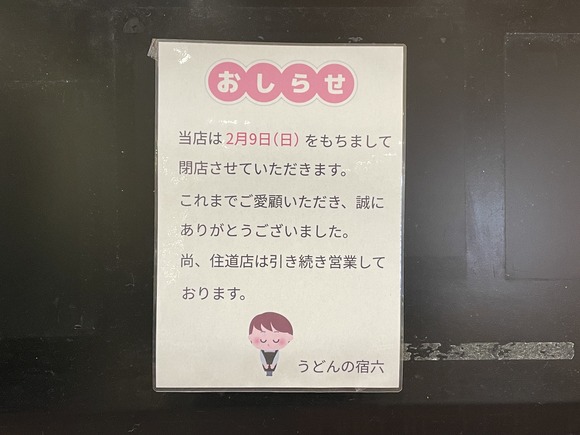 おしらせ
当店は2月9日(日)をもちまして
閉店させていただきます。
これまでご愛顧いただき、誠に
ありがとうございました。
尚、住道店は引き続き営業して
おります。
うどんの宿六